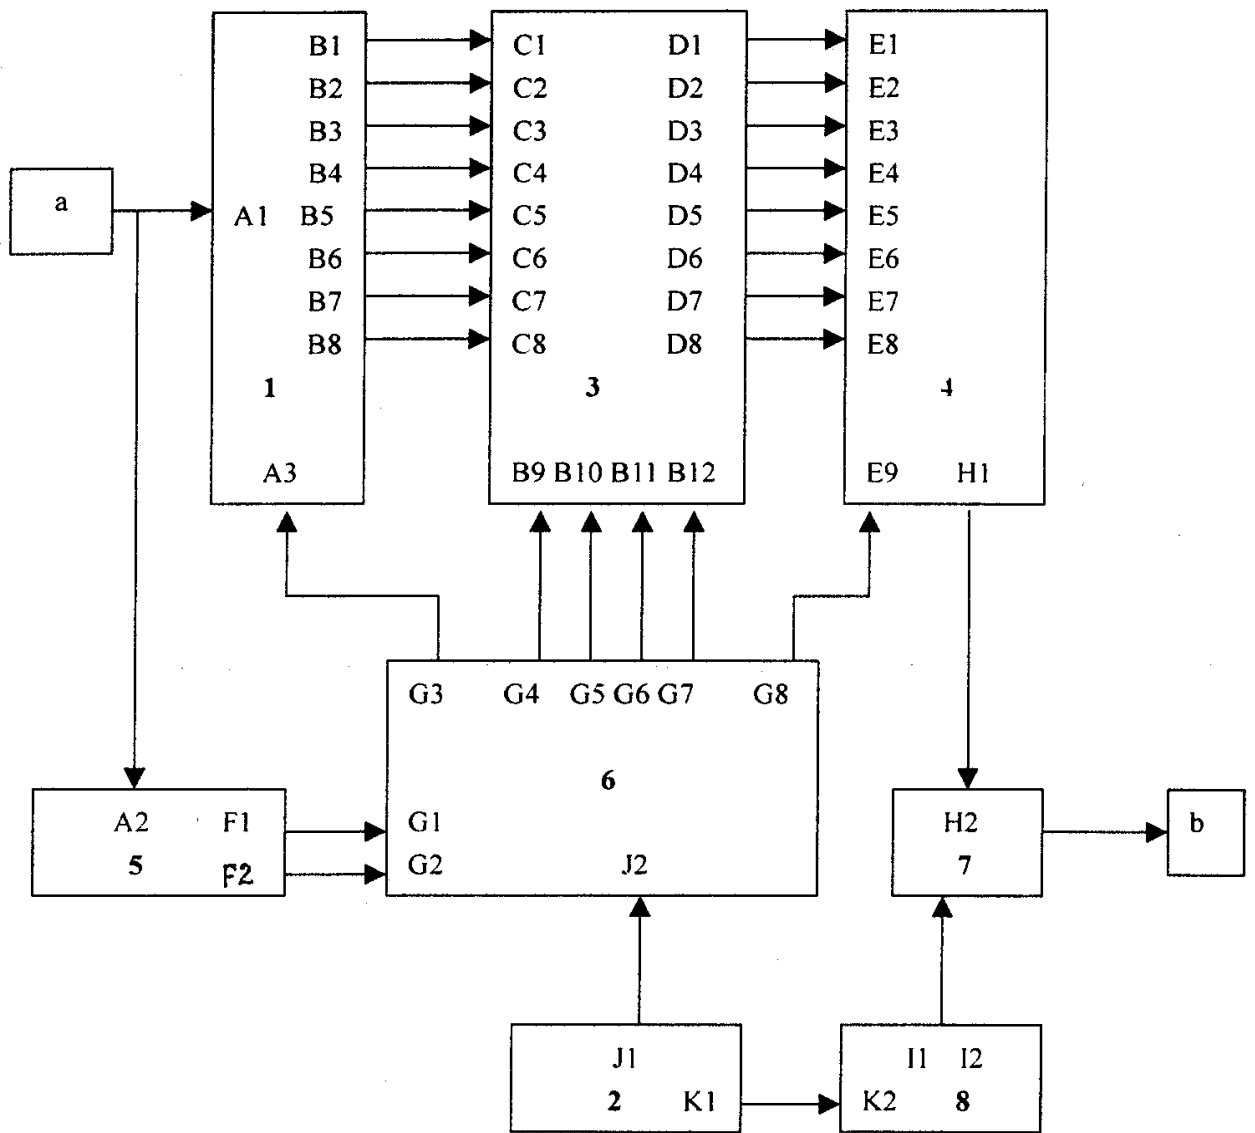 B1 C1 D1 E1
B2 C2 D2 E2
B3 C3 D3 E3
B4 C4 D4 E4
a
A1 B5 C5 D5 E5
B6 C6 D6 E6
B7 C7 D7 E7
B8 C8 D8 E8
1 3 4
A3 B9 B10 B11 B12 E9 H1
G3 G4 G5 G6 G7 G8
6
A2 F1 G1 H2 b
5 F2 G2 J2 7
J1 I1 I2
2 K1 K2 8